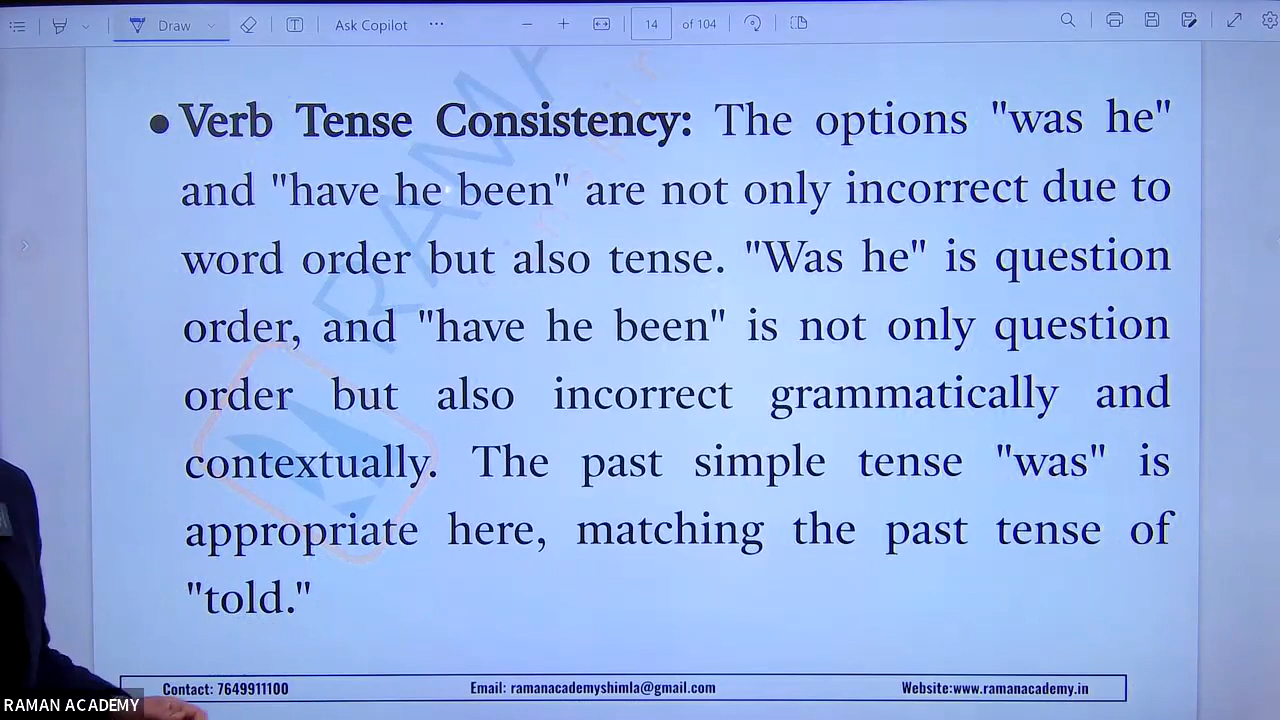 Draw
Ask Copilot
14 of 104
● Verb Tense Consistency: The options "was he"
and "have he been" are not only incorrect due to
word order but also tense. "Was he" is question
order, and "have he been" is not only question
order but also incorrect grammatically and
contextually. The past simple tense "was" is
appropriate here, matching the past tense of
"told."
Contact: 7649911100 Email: ramanacademyshimla@gmail.com Website:www.ramanacademy.in
RAMAN ACADEMY